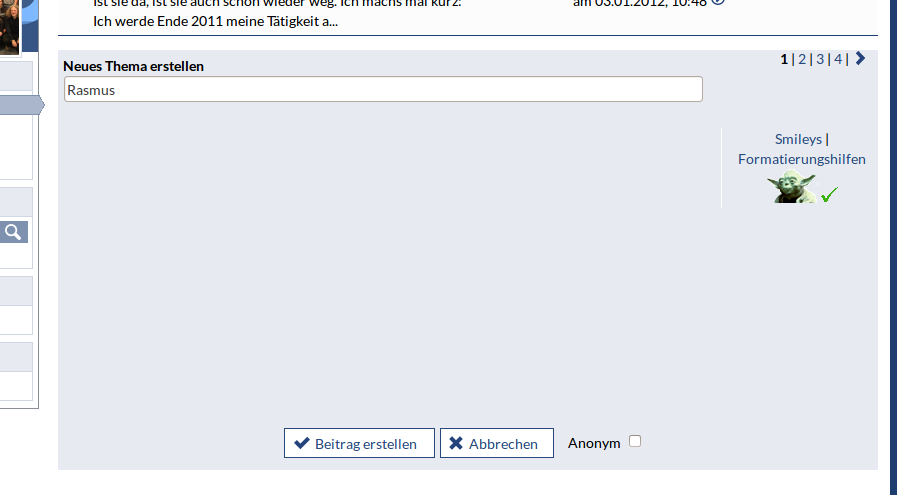 ist sie da, ist sie auch schon wieder weg. Ich machs mal kurz:
am 03.01.2012, 10:48
Ich werde Ende 2011 meine Tätigkeit a...
1 | 2 | 3 | 4 |
Neues Thema erstellen
Rasmus
Smileys |
Formatierungshilfen
Beitrag erstellen
Abbrechen
Anonym